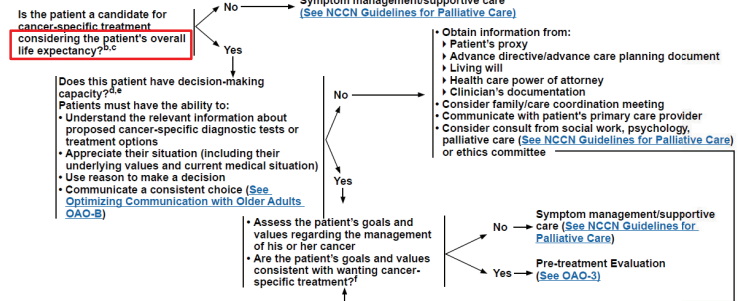 Symptom management/supportive care
(See NCCN Guidelines for Palliative Care)
Is the patient a candidate for
cancer-specific treatment
considering the patient's overall
life expectancy?b,c
No
Yes
Does this patient have decision-making
capacity?d,e
Patients must have the ability to:
• Understand the relevant information about
proposed cancer-specific diagnostic tests or
treatment options
• Appreciate their situation (including their
underlying values and current medical situation)
• Use reason to make a decision
• Communicate a consistent choice (See
Optimizing Communication with Older Adults
OAO-B)
No
Yes
• Obtain information from:
Patient's proxy
Advance directive/advance care planning document
Living will
Health care power of attorney
Clinician's documentation
• Consider family/care coordination meeting
• Communicate with patient's primary care provider
• Consider consult from social work, psychology,
palliative care (See NCCN Guidelines for Palliative Care)
or ethics committee
• Assess the patient's goals and
values regarding the management
of his or her cancer
• Are the patient's goals and values
consistent with wanting cancer-
specific treatment?f
No
Symptom management/supportive
care (See NCCN Guidelines for
Palliative Care)
Yes
Pre-treatment Evaluation
(See OAO-3)